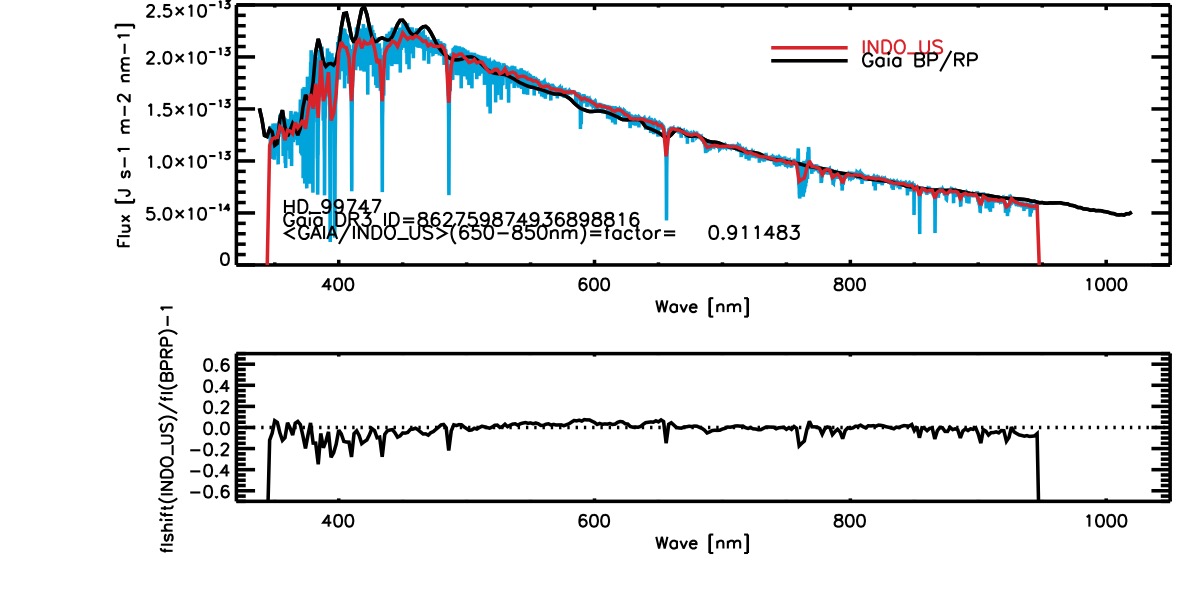 2.5×10−13
2.0×10−13
1.5×10−13
1.0×10−13
5.0×10−14
0
Flux [J s−1 m−2 nm−1]
INDO_US
Gaia BP/RP
HD_99747
Gaia DR3 ID=862759874936898816
<GAIA/INDO_US>(650−850nm)=factor= 0.911483
400 600 800 1000
Wave [nm]
flshift(INDO_US)/fl(BPRP)−1
0.6
0.4
0.2
0.0
−0.2
−0.4
−0.6
400 600 800 1000
Wave [nm]